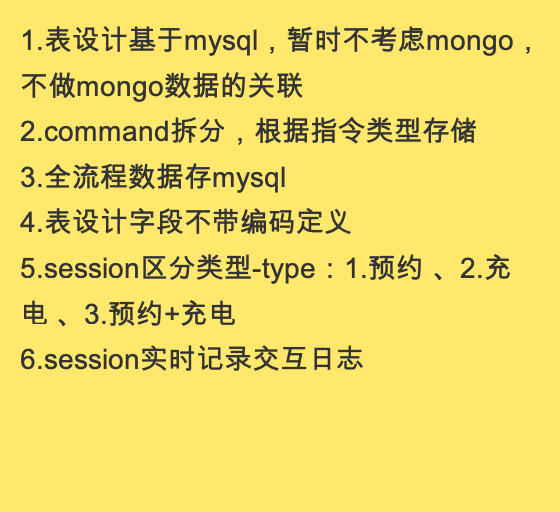 1.表设计基于mysql，暂时不考虑mongo，
不做mongo数据的关联
2.command拆分，根据指令类型存储
3.全流程数据存mysql
4.表设计字段不带编码定义
5.session区分类型-type：1.预约 、2.充
电 、3.预约+充电
6.session实时记录交互日志